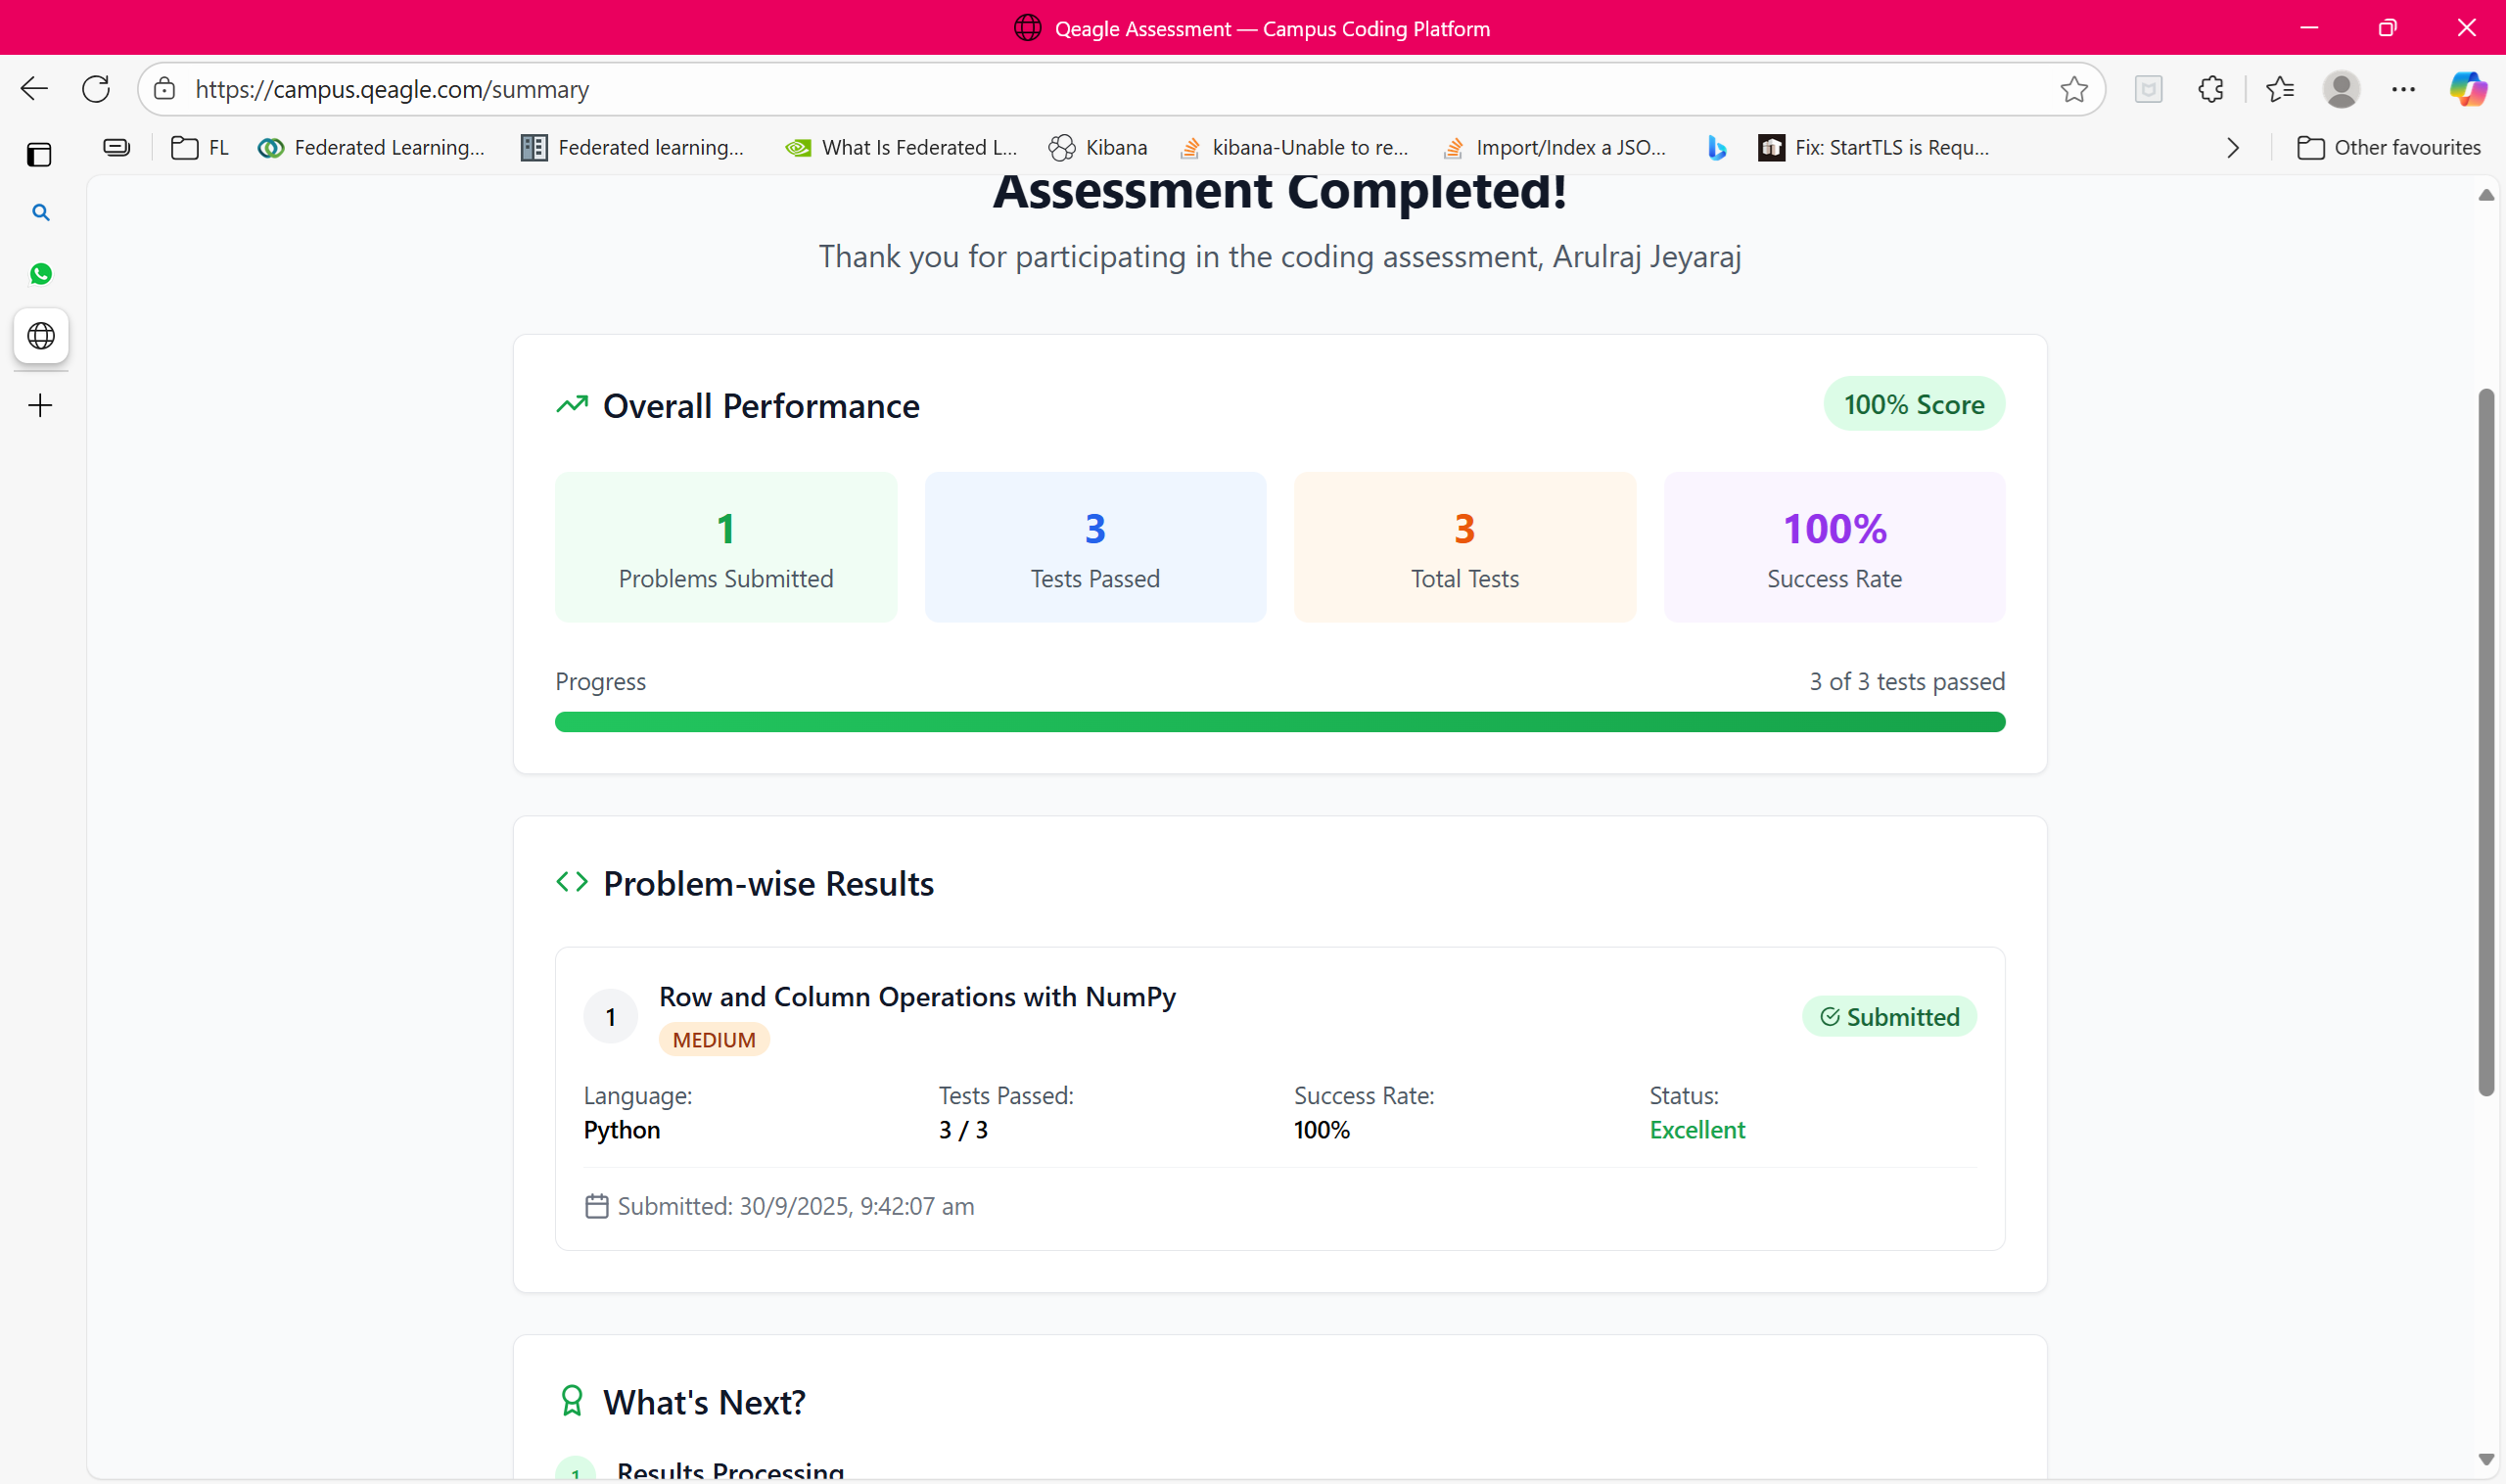 Qeagle Assessment — Campus Coding Platform
https://campus.qeagle.com/summary
FL
Federated Learning...
Federated learning...
What Is Federated L...
Kibana
kibana-Unable to re...
Import/Index a JSO...
Fix: StartTLS is Requ...
Other favourites
Assessment Completed!
Thank you for participating in the coding assessment, Arulraj Jeyaraj
Overall Performance
100% Score
1
Problems Submitted
3
Tests Passed
3
Total Tests
100%
Success Rate
Progress
3 of 3 tests passed
Problem-wise Results
1
Row and Column Operations with NumPy
MEDIUM
Submitted
Language:
Python
Tests Passed:
3 / 3
Success Rate:
100%
Status:
Excellent
Submitted: 30/9/2025, 9:42:07 am
What's Next?
1
Results Processing